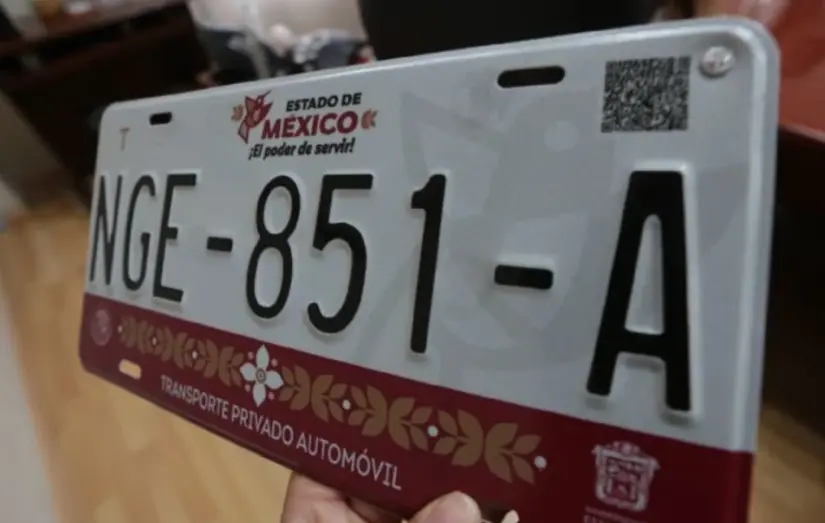 T
ESTADO DE
MÉXICO
¡El poder de servir!
NGE-851-A
TRANSPORTE PRIVADO AUTOMÓVIL